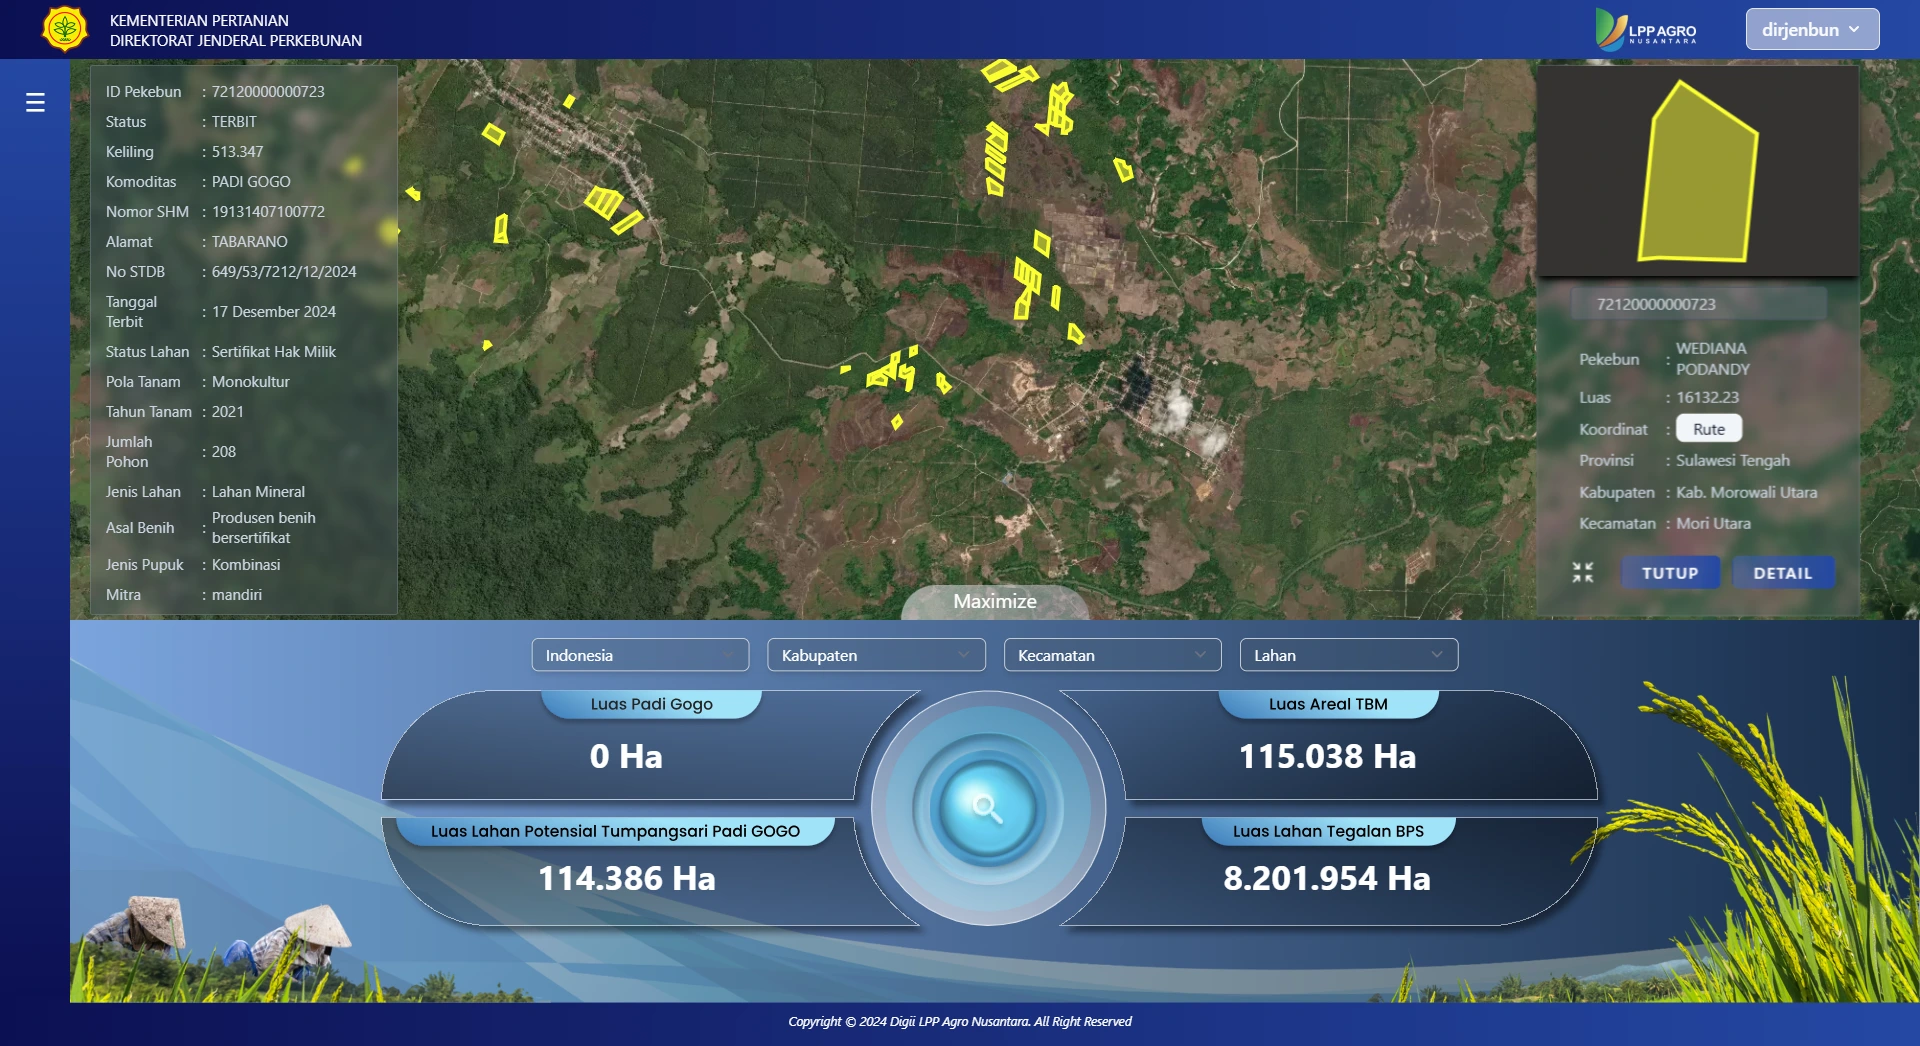 KEMENTERIAN PERTANIAN
DIREKTORAT JENDERAL PERKEBUNAN
LPP AGRO
NUSANTARA
dirjenbun
ID Pekebun : 72120000000723
Status : TERBIT
Keliling : 513.347
Komoditas : PADI GOGO
Nomor SHM : 19131407100772
Alamat : TABARANO
No STDB : 649/53/7212/12/2024
Tanggal
Terbit : 17 Desember 2024
Status Lahan : Sertifikat Hak Milik
Pola Tanam : Monokultur
Tahun Tanam : 2021
Jumlah
Pohon : 208
Jenis Lahan : Lahan Mineral
Asal Benih : Produsen benih
bersertifikat
Jenis Pupuk : Kombinasi
Mitra : mandiri
72120000000723
Pekebun : WEDIANA
PODANDY
Luas : 16132.23
Koordinat : Rute
Provinsi : Sulawesi Tengah
Kabupaten : Kab. Morowali Utara
Kecamatan : Mori Utara
TUTUP DETAIL
Maximize
Indonesia Kabupaten Kecamatan Lahan
Luas Padi Gogo
0 Ha
Luas Areal TBM
115.038 Ha
Luas Lahan Potensial Tumpangsari Padi GOGO
114.386 Ha
Luas Lahan Tegalan BPS
8.201.954 Ha
Copyright © 2024 Digii LPP Agro Nusantara. All Right Reserved